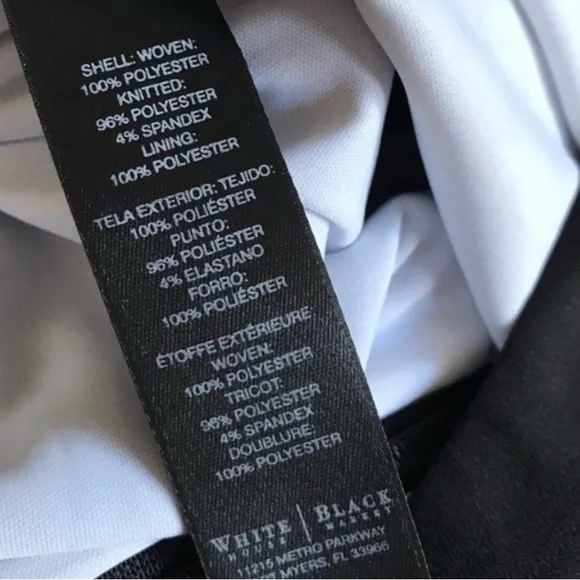 SHELL: WOVEN:
100% POLYESTER
KNITTED:
96% POLYESTER
4% SPANDEX
LINING:
100% POLYESTER
TELA EXTERIOR: TEJIDO:
100% POLIÉSTER
PUNTO:
96% POLIÉSTER
4% ELASTANO
FORRO:
100% POLIÉSTER
ÉTOFFE EXTÉRIEURE:
WOVEN:
100% POLYESTER
TRICOT:
96% POLYESTER
4% SPANDEX
DOUBLURE:
100% POLYESTER
WHITE | BLACK
HOUSE MARKET
11215 METRO PARKWAY
MYERS, FL 33966